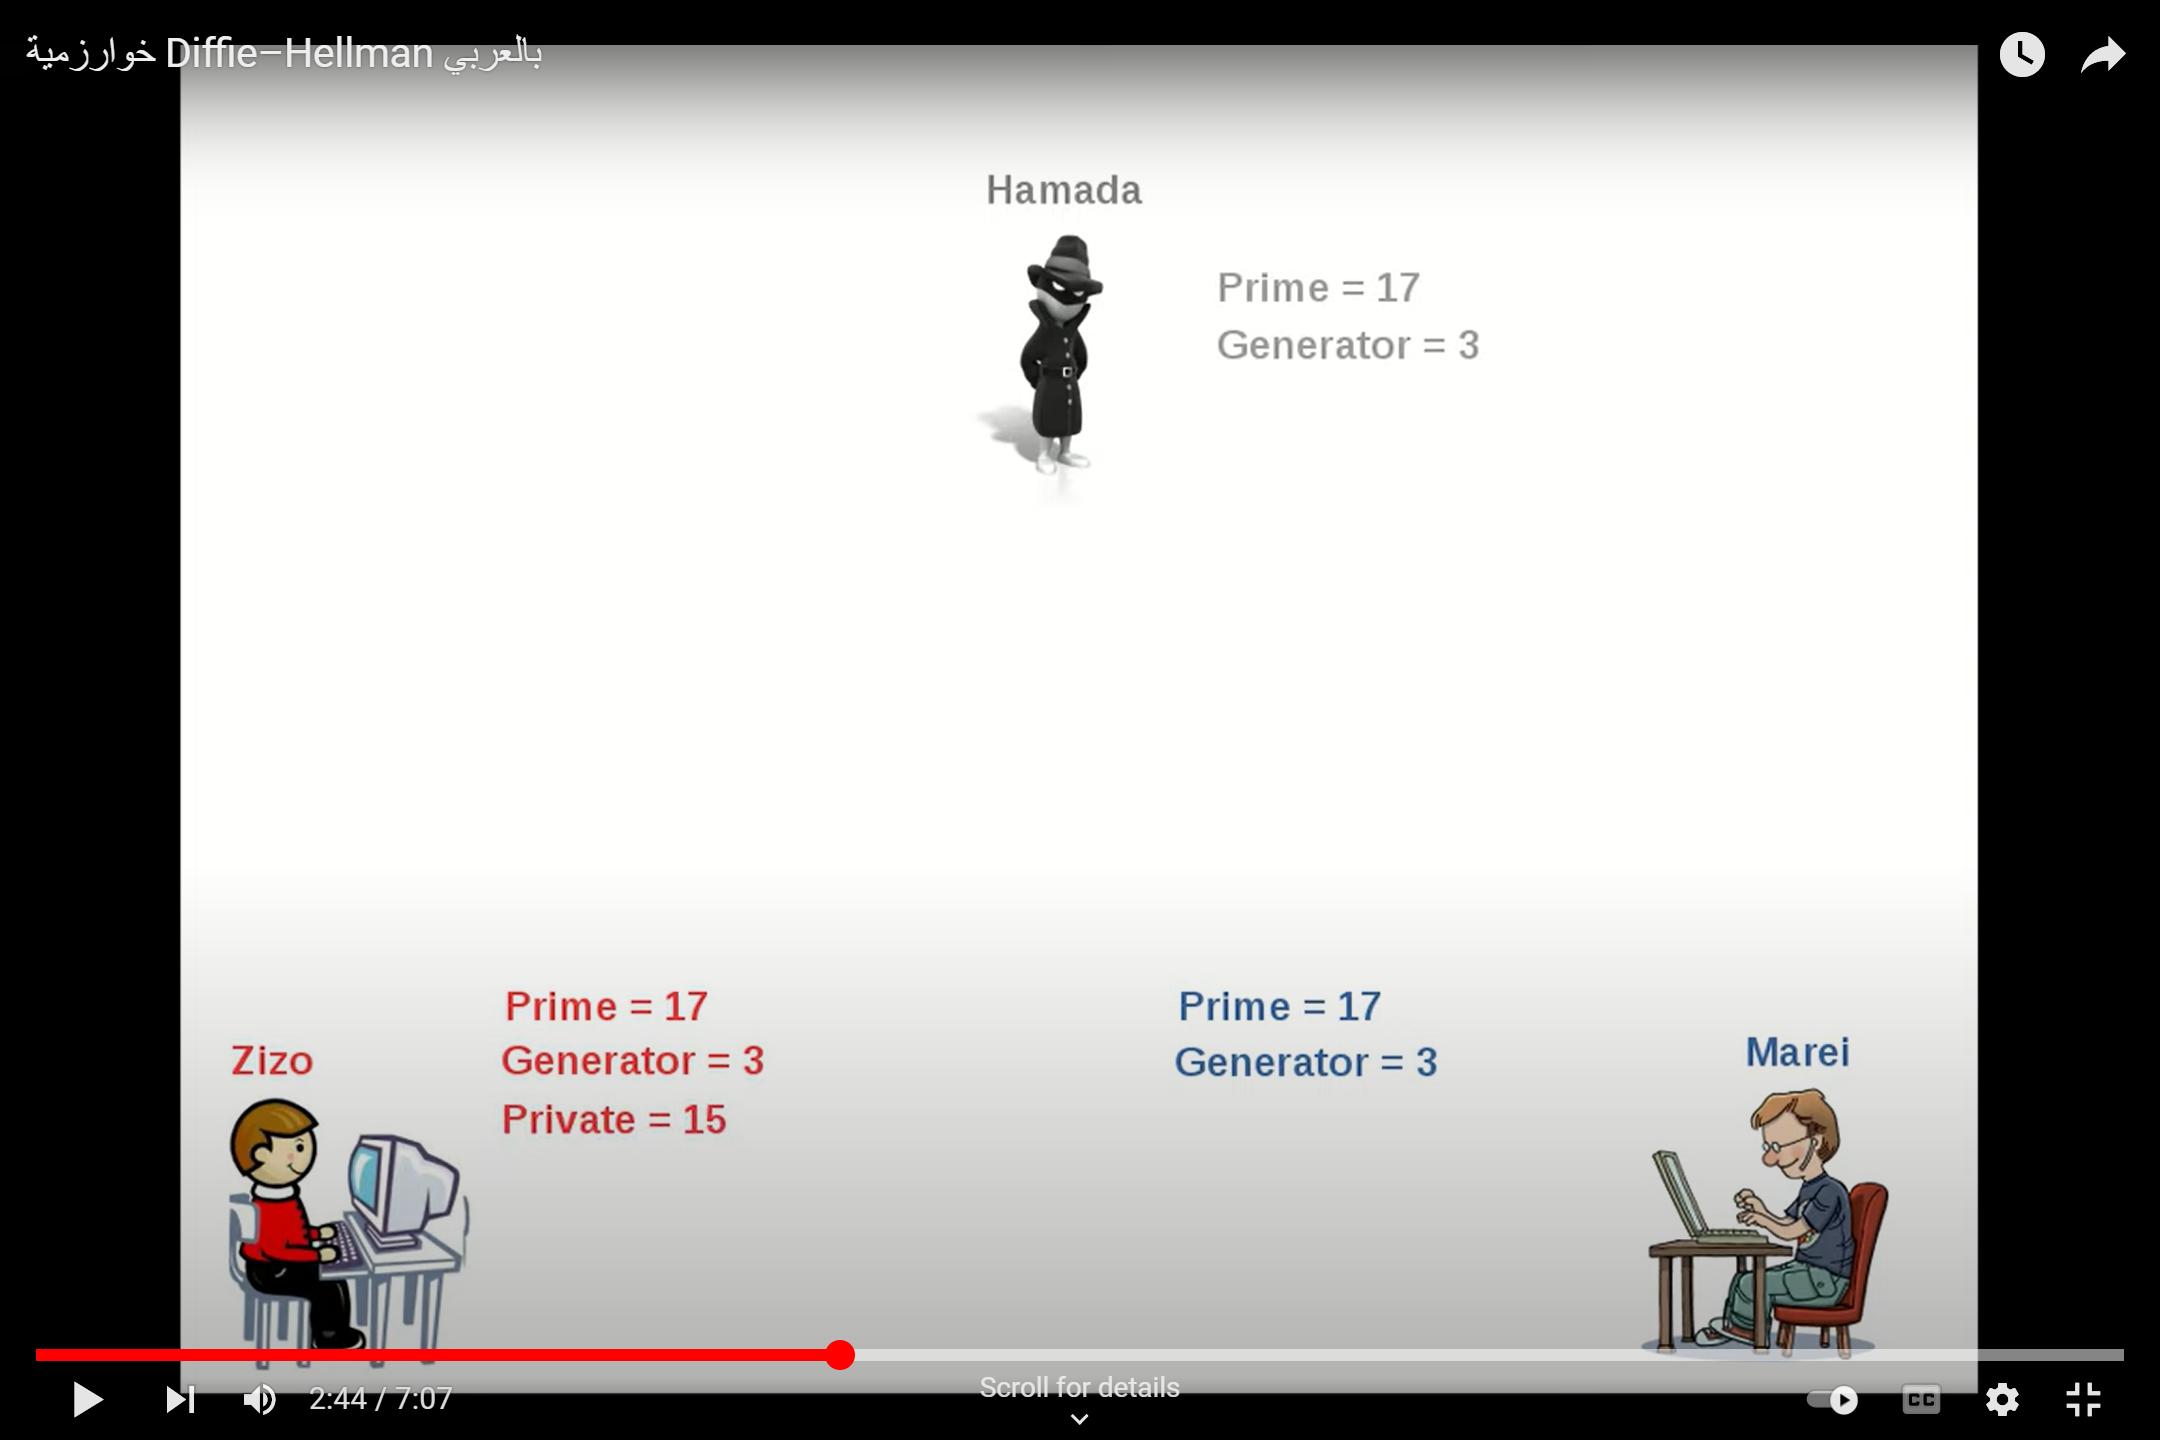 خوارزمية Diffie–Hellman بالعربي
Hamada
Prime = 17
Generator = 3
Prime = 17
Generator = 3
Private = 15
Zizo
Prime = 17
Generator = 3
Marei
2:44 / 7:07
Scroll for details
CC